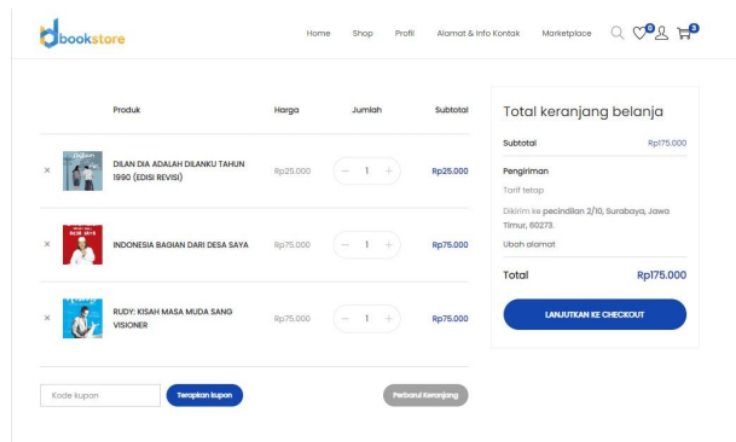 bookstore
Home Shop Profil Alamat & Info Kontak Marketplace 0 3
Produk Harga Jumlah Subtotal
× DILAN DIA ADALAH DILANKU TAHUN
1990 (EDISI REVISI)
Rp25.000 − 1 + Rp25.000
× INDONESIA BAGIAN DARI DESA SAYA Rp75.000 − 1 + Rp75.000
× RUDY: KISAH MASA MUDA SANG
VISIONER
Rp75.000 − 1 + Rp75.000
Kode kupon Terapkan kupon Perbarui Keranjang
Total keranjang belanja
Subtotal Rp175.000
Pengiriman
Tarif tetap
Dikirim ke pecindilan 2/10, Surabaya, Jawa
Timur, 60273.
Ubah alamat
Total Rp175.000
LANJUTKAN KE CHECKOUT